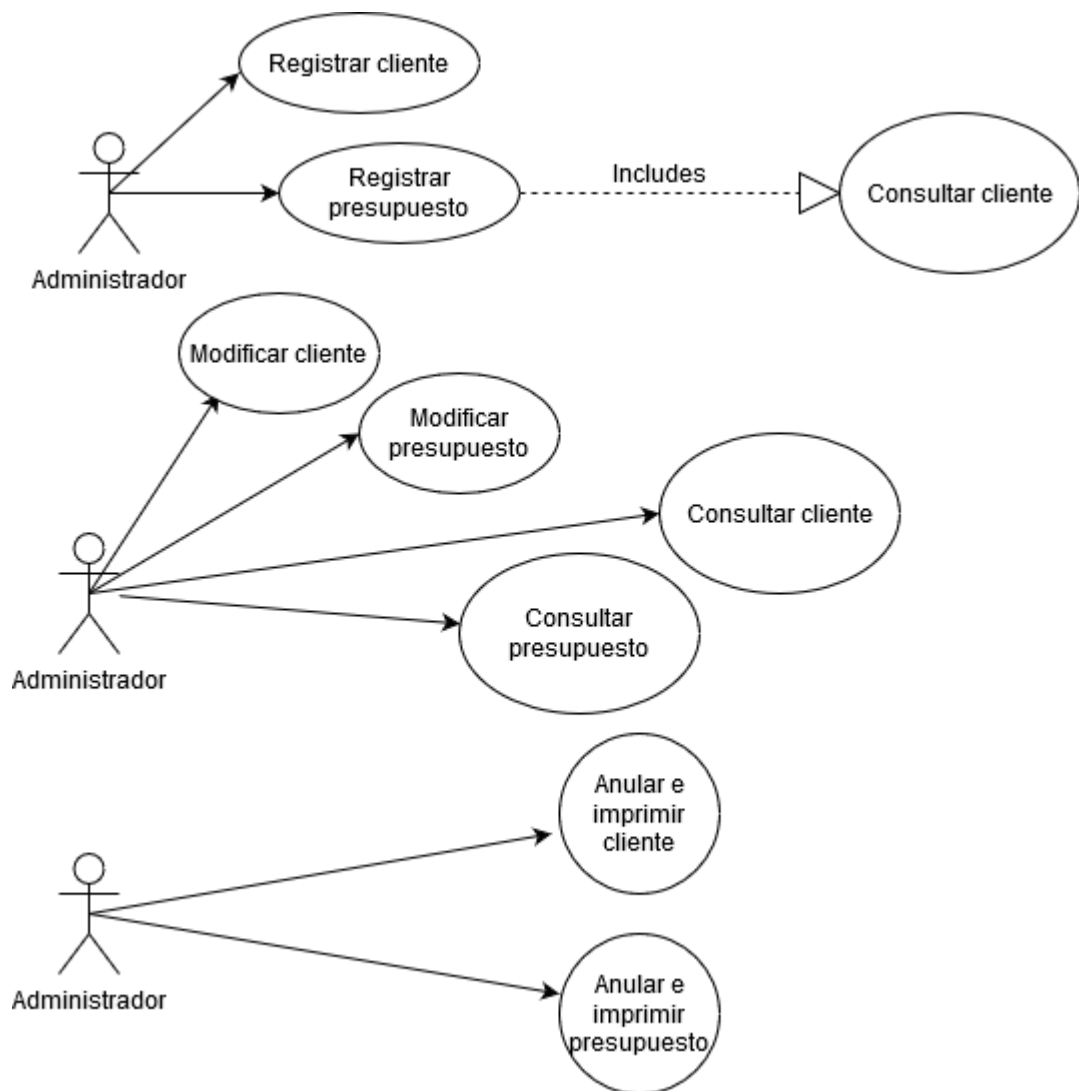 Registrar cliente
Registrar
presupuesto
Includes
Consultar cliente
Administrador
Modificar cliente
Modificar
presupuesto
Consultar cliente
Consultar
presupuesto
Administrador
Anular e
imprimir
cliente
Administrador
Anular e
imprimir
presupuesto